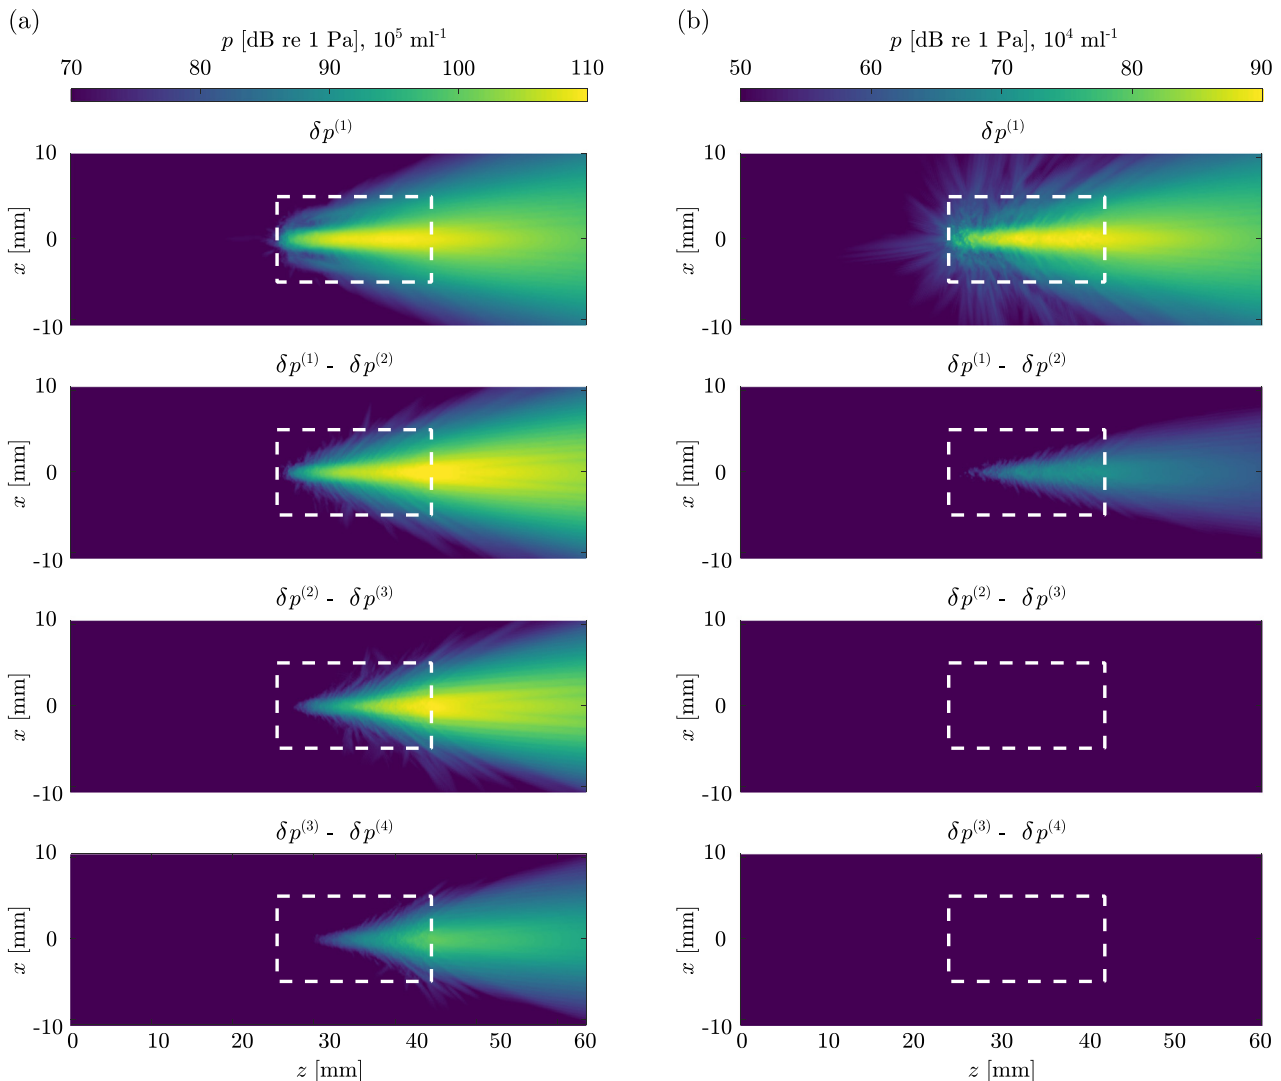 (a)
p [dB re 1 Pa], 10⁵ ml⁻¹
70 80 90 100 110
δp⁽¹⁾
10
0
-10
x [mm]
δp⁽¹⁾ - δp⁽²⁾
10
0
-10
x [mm]
δp⁽²⁾ - δp⁽³⁾
10
0
-10
x [mm]
δp⁽³⁾ - δp⁽⁴⁾
10
0
-10
x [mm]
0 10 20 30 40 50 60
z [mm]
(b)
p [dB re 1 Pa], 10⁴ ml⁻¹
50 60 70 80 90
δp⁽¹⁾
10
0
-10
x [mm]
δp⁽¹⁾ - δp⁽²⁾
10
0
-10
x [mm]
δp⁽²⁾ - δp⁽³⁾
10
0
-10
x [mm]
δp⁽³⁾ - δp⁽⁴⁾
10
0
-10
x [mm]
0 10 20 30 40 50 60
z [mm]